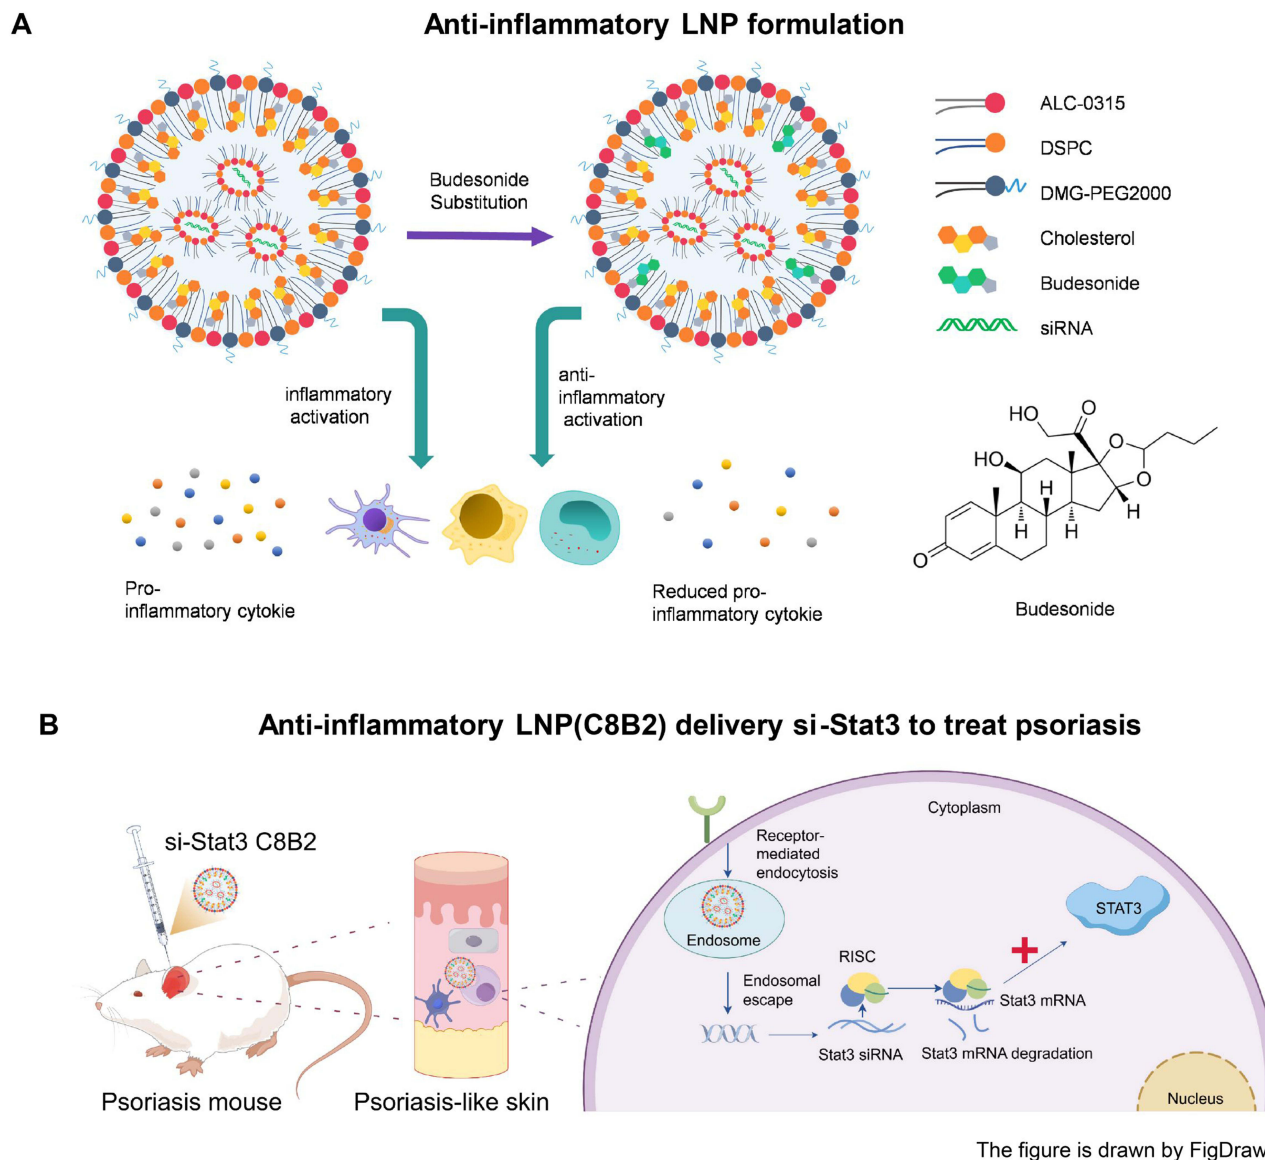 A
Anti-inflammatory LNP formulation
Budesonide
Substitution
ALC-0315
DSPC
DMG-PEG2000
Cholesterol
Budesonide
siRNA
inflammatory
activation
anti-
inflammatory
activation
Pro-
inflammatory cytokie
Reduced pro-
inflammatory cytokie
HO
O
HO
O
O
H
H
H
H
O
Budesonide
B
Anti-inflammatory LNP(C8B2) delivery si-Stat3 to treat psoriasis
si-Stat3 C8B2
Psoriasis mouse
Psoriasis-like skin
Cytoplasm
Receptor-
mediated
endocytosis
Endosome
Endosomal
escape
RISC
STAT3
Stat3 mRNA
Stat3 siRNA
Stat3 mRNA degradation
Nucleus
The figure is drawn by FigDraw